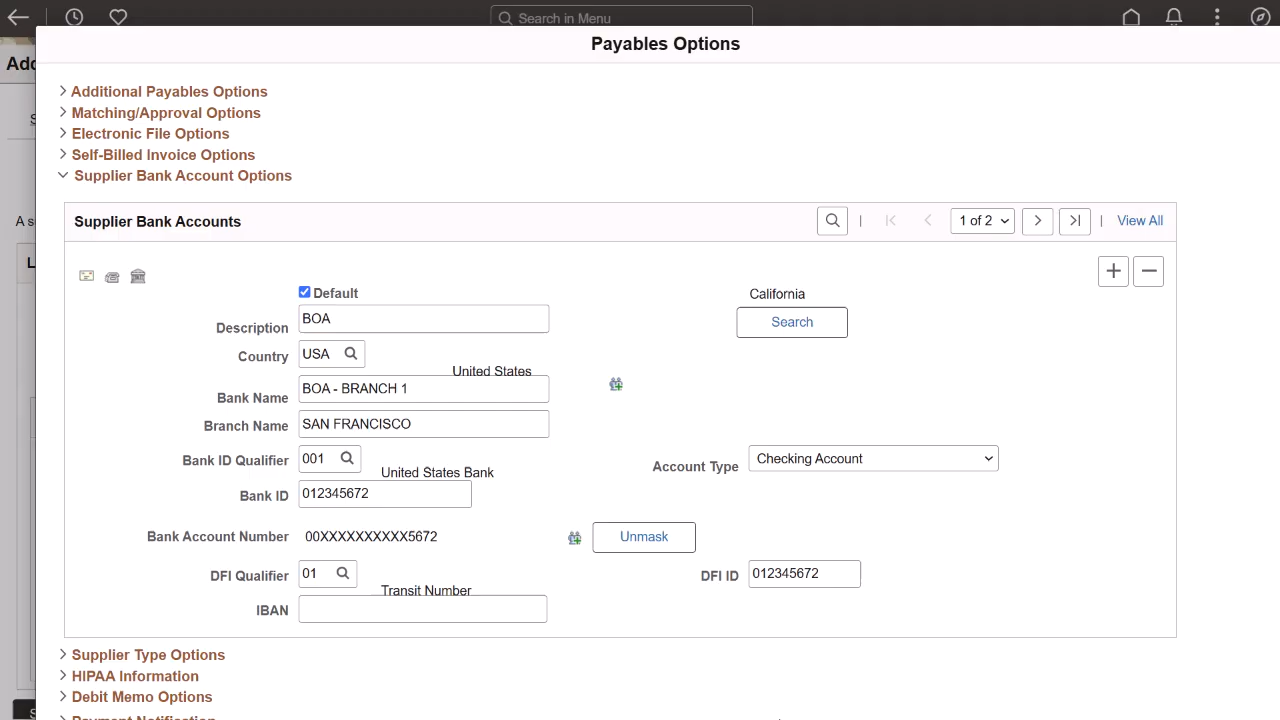 Search in Menu
Payables Options
Additional Payables Options
Matching/Approval Options
Electronic File Options
Self-Billed Invoice Options
Supplier Bank Account Options
Supplier Bank Accounts
1 of 2
View All
Default
California
Description BOA
Search
Country USA
United States
Bank Name BOA - BRANCH 1
Branch Name SAN FRANCISCO
Bank ID Qualifier 001
United States Bank
Account Type Checking Account
Bank ID 012345672
Bank Account Number 00XXXXXXXXXX5672
Unmask
DFI Qualifier 01
Transit Number
DFI ID 012345672
IBAN
Supplier Type Options
HIPAA Information
Debit Memo Options
Payment Notification